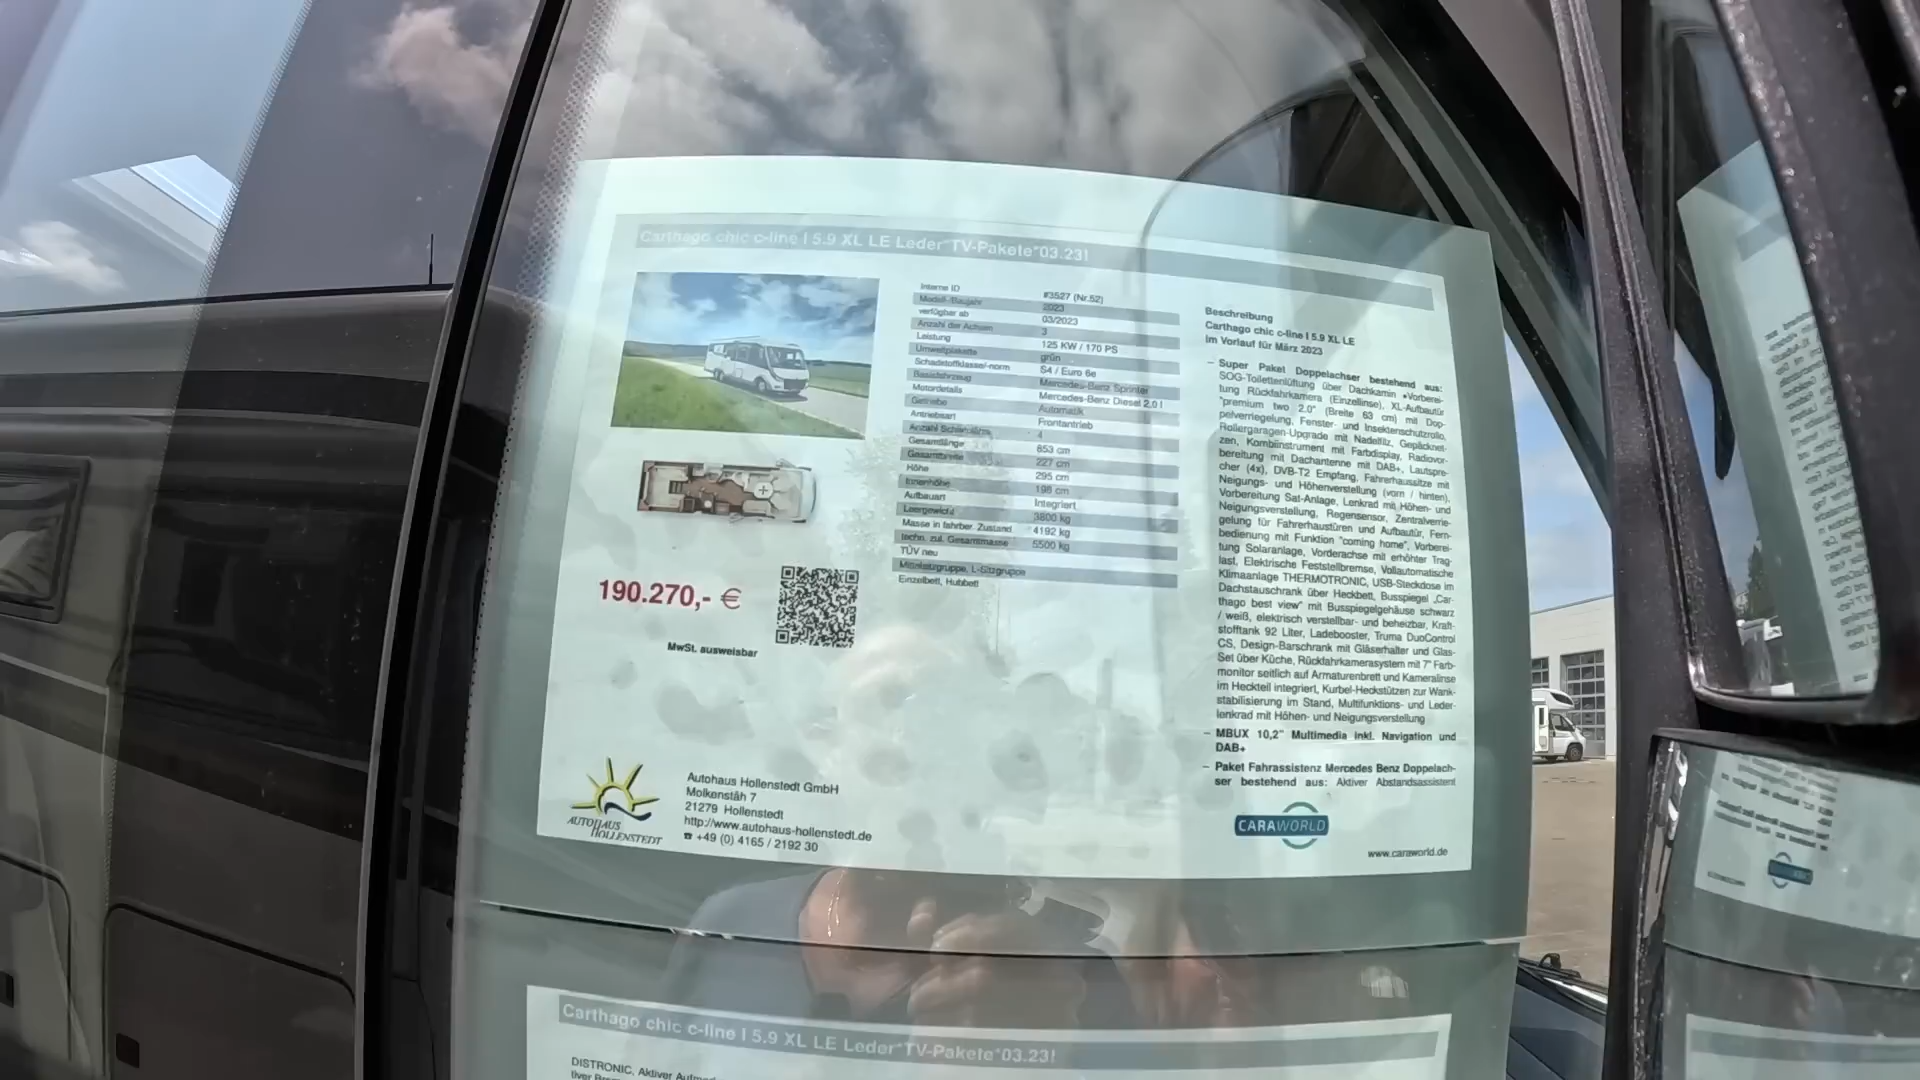 Carthago chic c-line I 5.9 XL LE Leder*TV-Pakete*03.23!
Interne ID #3527 (Nr.52)
Modell-/Baujahr 2023
verfügbar ab 03/2023
Anzahl der Achsen 3
Leistung 125 KW / 170 PS
Umweltplakette grün
Schadstoffklasse/-norm S4 / Euro 6e
Basisfahrzeug Mercedes-Benz Sprinter
Motordetails Mercedes-Benz Diesel 2,0 l
Getriebe Automatik
Antriebsart Frontantrieb
Anzahl Schlafplätze 4
Gesamtlänge 853 cm
Gesamtbreite 227 cm
Höhe 295 cm
Innenhöhe 198 cm
Aufbauart Integriert
Leergewicht 3800 kg
Masse in fahrber. Zustand 4192 kg
techn. zul. Gesamtmasse 5500 kg
TÜV neu
Mittelsitzgruppe, L-Sitzgruppe
Einzelbett, Hubbett
190.270,- €
MwSt. ausweisbar
Beschreibung
Carthago chic c-line I 5.9 XL LE
im Vorlauf für März 2023
– Super Paket Doppelachser bestehend aus:
SOG-Toilettenlüftung über Dachkamin •Vorberei-
tung Rückfahrkamera (Einzellinse), XL-Aufbautür
"premium two 2.0" (Breite 63 cm) mit Dop-
pelverriegelung, Fenster- und Insektenschutzrollo,
Rollergaragen-Upgrade mit Nadelfilz, Gepäcknet-
zen, Kombiinstrument mit Farbdisplay, Radiovor-
bereitung mit Dachantenne mit DAB+, Lautspre-
cher (4x), DVB-T2 Empfang, Fahrerhaussitze mit
Neigungs- und Höhenverstellung (vorn / hinten),
Vorbereitung Sat-Anlage, Lenkrad mit Höhen- und
Neigungsverstellung, Regensensor, Zentralverrie-
gelung für Fahrerhaustüren und Aufbautür, Fern-
bedienung mit Funktion "coming home", Vorberei-
tung Solaranlage, Vorderachse mit erhöhter Trag-
last, Elektrische Feststellbremse, Vollautomatische
Klimaanlage THERMOTRONIC, USB-Steckdose im
Dachstauschrank über Heckbett, Busspiegel „Car-
thago best view" mit Busspiegelgehäuse schwarz
/ weiß, elektrisch verstellbar- und beheizbar, Kraft-
stofftank 92 Liter, Ladebooster, Truma DuoControl
CS, Design-Barschrank mit Gläserhalter und Glas-
Set über Küche, Rückfahrkamerasystem mit 7" Farb-
monitor seitlich auf Armaturenbrett und Kameralinse
im Heckteil integriert, Kurbel-Heckstützen zur Wank-
stabilisierung im Stand, Multifunktions- und Leder-
lenkrad mit Höhen- und Neigungsverstellung
– MBUX 10,2" Multimedia inkl. Navigation und
DAB+
– Paket Fahrassistenz Mercedes Benz Doppelach-
ser bestehend aus: Aktiver Abstandsassistent
AUTOHAUS
HOLLENSTEDT
Autohaus Hollenstedt GmbH
Molkenstäh 7
21279 Hollenstedt
http://www.autohaus-hollenstedt.de
☎ +49 (0) 4165 / 2192 30
CARAWORLD
www.caraworld.de
Carthago chic c-line I 5.9 XL LE Leder*TV-Pakete*03.23!
DISTRONIC, Aktiver